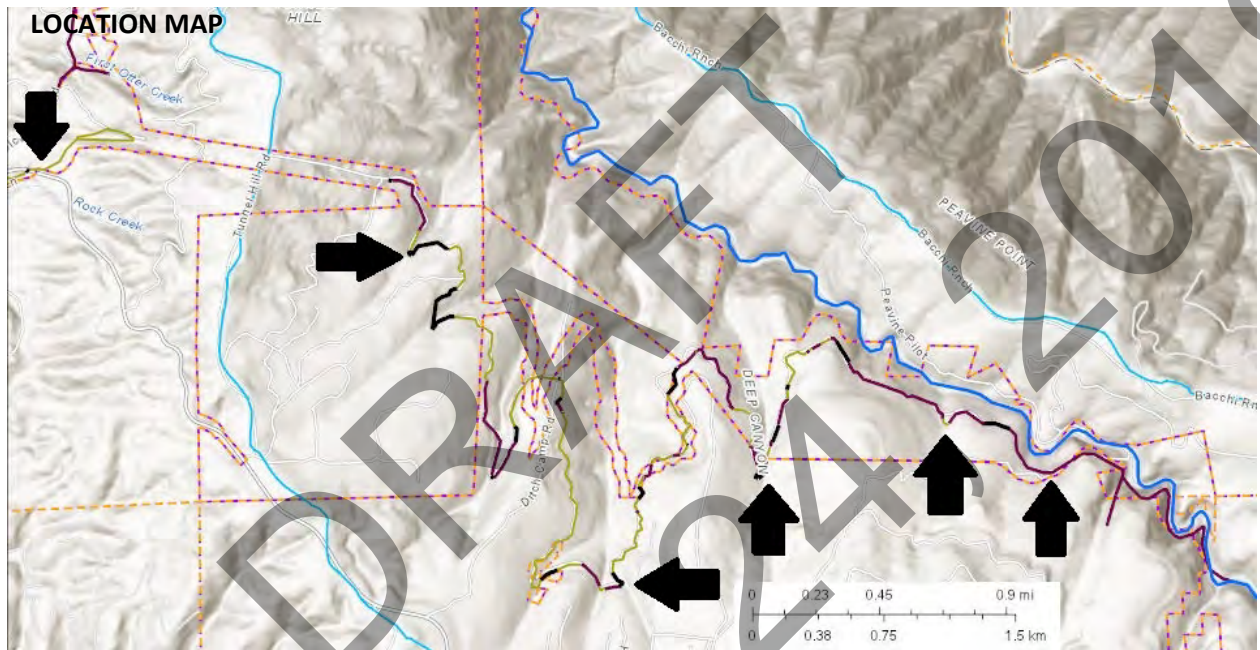 LOCATION MAP
HILL
First Otter Creek
Rock Creek
Tunnel Hill Rd
Bacchi Rnch
Bacchi Rnch
PEAVINE POINT
Peavine Pilot
Bacchi Rn
DEEP CANYON
Ditch Camp Rd
DRAFT
24, 201
0 0.23 0.45 0.9 mi
0 0.38 0.75 1.5 km